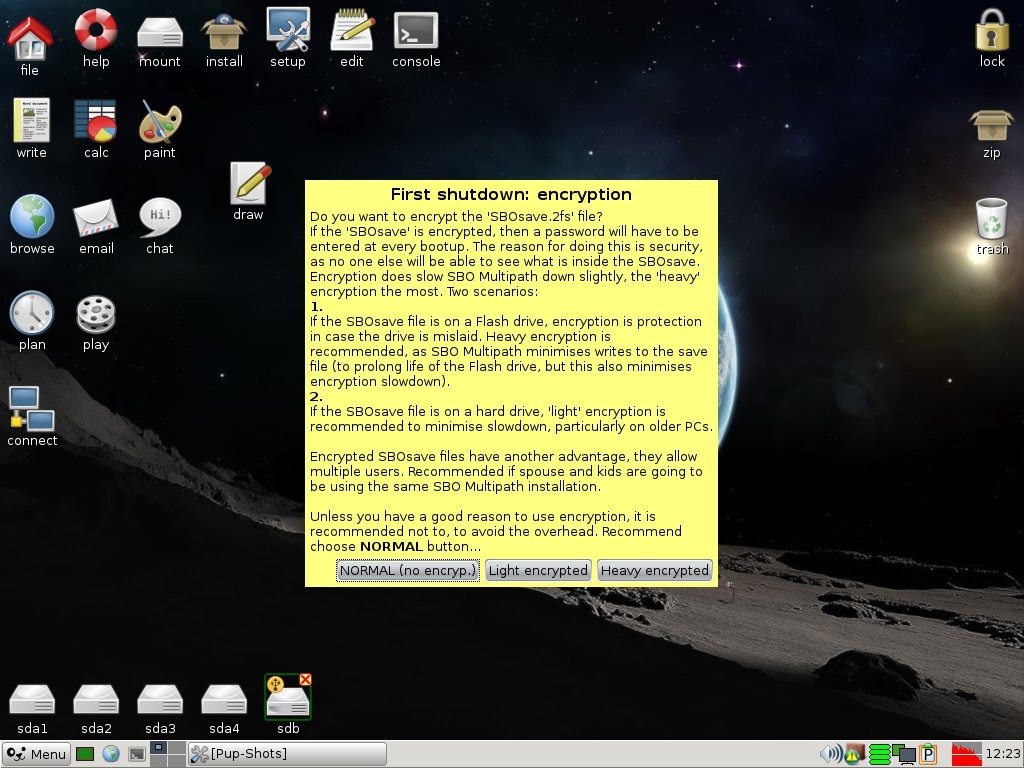 file
help
mount
install
setup
edit
console
lock
write
calc
paint
zip
draw
browse
email
Hi!
chat
trash
plan
play
connect
First shutdown: encryption
Do you want to encrypt the 'SBOsave.2fs' file?
If the 'SBOsave' is encrypted, then a password will have to be
entered at every bootup. The reason for doing this is security,
as no one else will be able to see what is inside the SBOsave.
Encryption does slow SBO Multipath down slightly, the 'heavy'
encryption the most. Two scenarios:
1.
If the SBOsave file is on a Flash drive, encryption is protection
in case the drive is mislaid. Heavy encryption is
recommended, as SBO Multipath minimises writes to the save
file (to prolong life of the Flash drive, but this also minimises
encryption slowdown).
2.
If the SBOsave file is on a hard drive, 'light' encryption is
recommended to minimise slowdown, particularly on older PCs.
Encrypted SBOsave files have another advantage, they allow
multiple users. Recommended if spouse and kids are going to
be using the same SBO Multipath installation.
Unless you have a good reason to use encryption, it is
recommended not to, to avoid the overhead. Recommend
choose NORMAL button...
NORMAL (no encryp.)
Light encrypted
Heavy encrypted
sda1
sda2
sda3
sda4
sdb
Menu
[Pup-Shots]
P
12:23